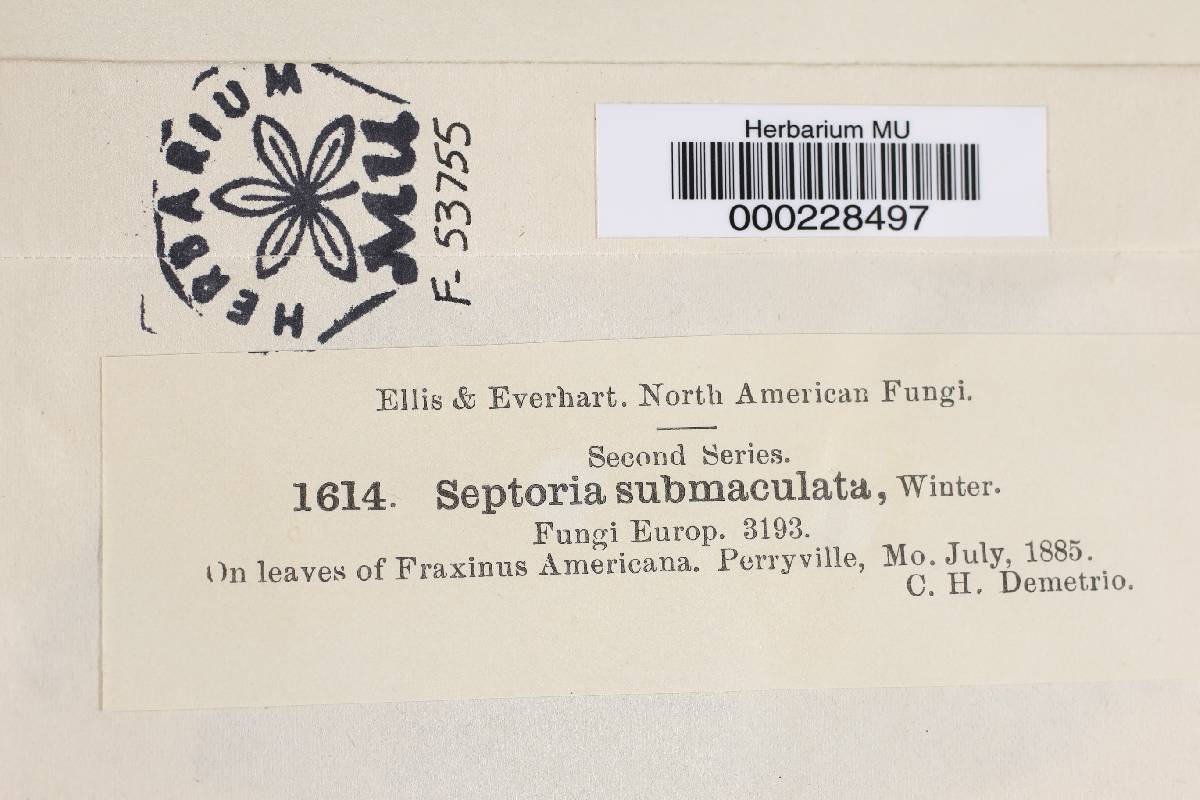 HERBARIUM
MU
F-53755
Herbarium MU
000228497
Ellis & Everhart. North American Fungi.
Second Series.
1614. Septoria submaculata, Winter.
Fungi Europ. 3193.
On leaves of Fraxinus Americana. Perryville, Mo. July, 1885.
C. H. Demetrio.